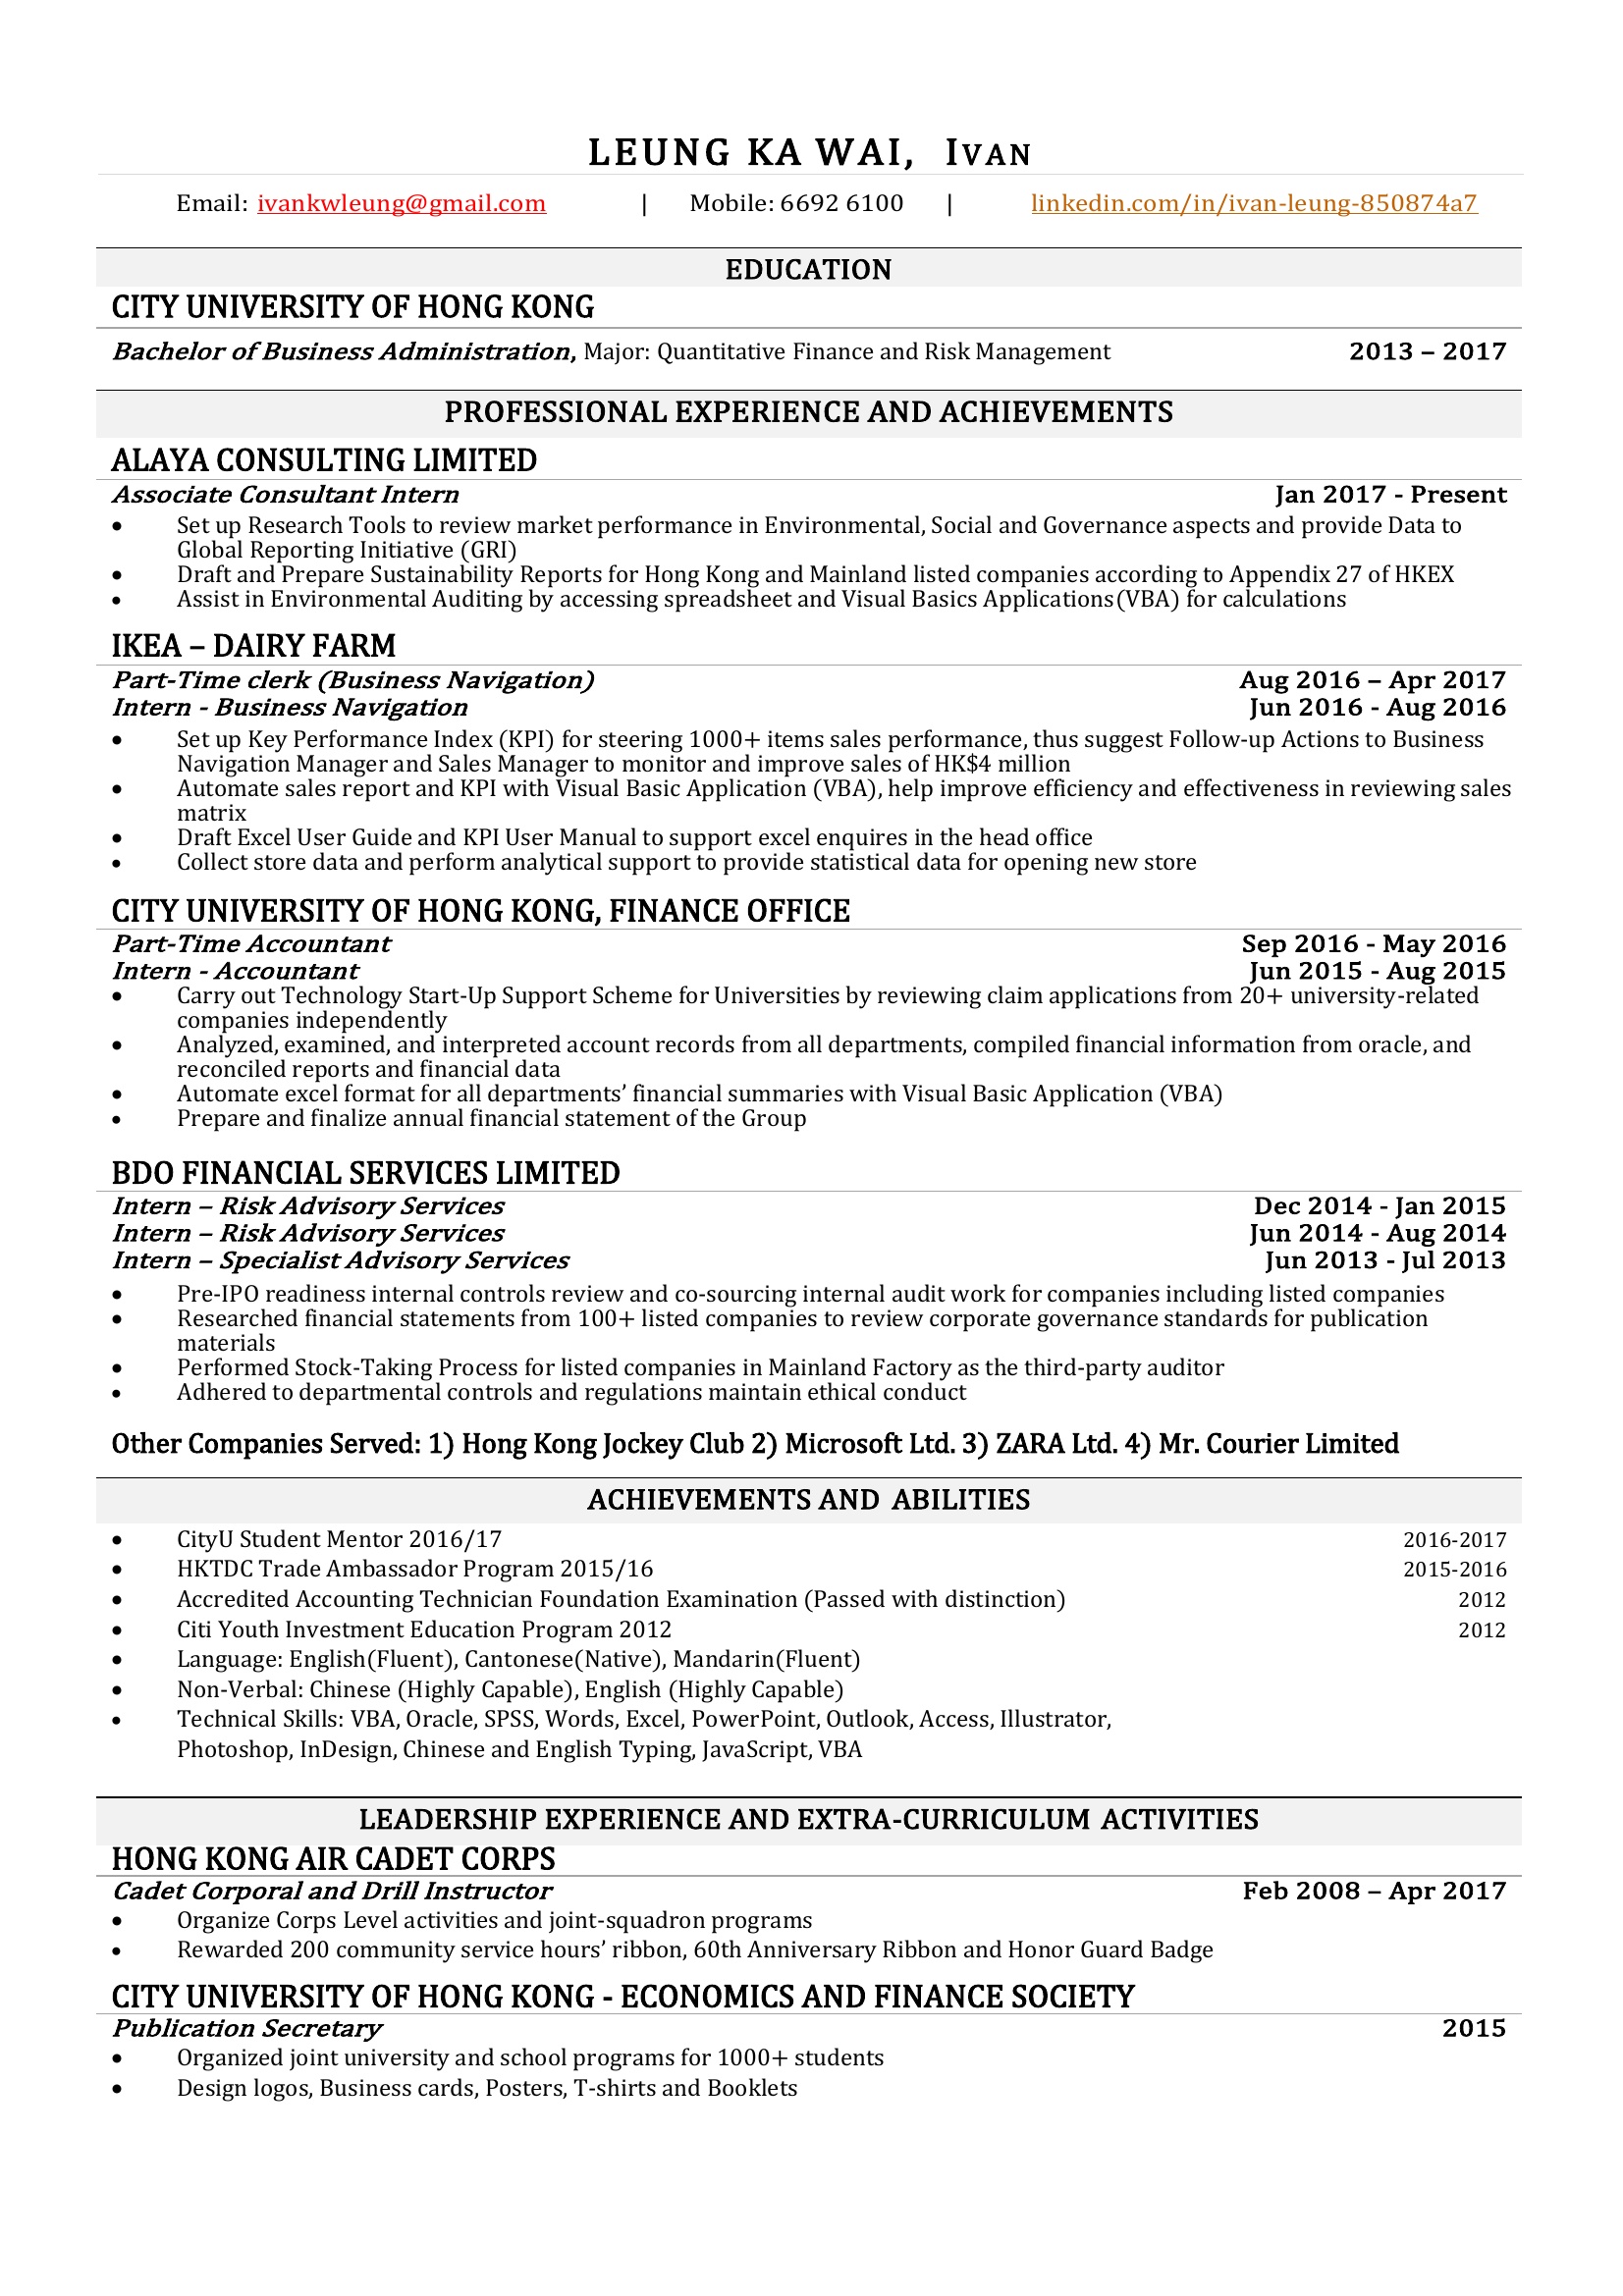 LEUNG KA WAI, IVAN
Email: ivankwleung@gmail.com | Mobile: 6692 6100 | linkedin.com/in/ivan-leung-850874a7
EDUCATION
CITY UNIVERSITY OF HONG KONG
Bachelor of Business Administration, Major: Quantitative Finance and Risk Management 2013 – 2017
PROFESSIONAL EXPERIENCE AND ACHIEVEMENTS
ALAYA CONSULTING LIMITED
Associate Consultant Intern Jan 2017 - Present
• Set up Research Tools to review market performance in Environmental, Social and Governance aspects and provide Data to
Global Reporting Initiative (GRI)
• Draft and Prepare Sustainability Reports for Hong Kong and Mainland listed companies according to Appendix 27 of HKEX
• Assist in Environmental Auditing by accessing spreadsheet and Visual Basics Applications(VBA) for calculations
IKEA – DAIRY FARM
Part-Time clerk (Business Navigation) Aug 2016 – Apr 2017
Intern - Business Navigation Jun 2016 - Aug 2016
• Set up Key Performance Index (KPI) for steering 1000+ items sales performance, thus suggest Follow-up Actions to Business
Navigation Manager and Sales Manager to monitor and improve sales of HK$4 million
• Automate sales report and KPI with Visual Basic Application (VBA), help improve efficiency and effectiveness in reviewing sales
matrix
• Draft Excel User Guide and KPI User Manual to support excel enquires in the head office
• Collect store data and perform analytical support to provide statistical data for opening new store
CITY UNIVERSITY OF HONG KONG, FINANCE OFFICE
Part-Time Accountant Sep 2016 - May 2016
Intern - Accountant Jun 2015 - Aug 2015
• Carry out Technology Start-Up Support Scheme for Universities by reviewing claim applications from 20+ university-related
companies independently
• Analyzed, examined, and interpreted account records from all departments, compiled financial information from oracle, and
reconciled reports and financial data
• Automate excel format for all departments’ financial summaries with Visual Basic Application (VBA)
• Prepare and finalize annual financial statement of the Group
BDO FINANCIAL SERVICES LIMITED
Intern – Risk Advisory Services Dec 2014 - Jan 2015
Intern – Risk Advisory Services Jun 2014 - Aug 2014
Intern – Specialist Advisory Services Jun 2013 - Jul 2013
• Pre-IPO readiness internal controls review and co-sourcing internal audit work for companies including listed companies
• Researched financial statements from 100+ listed companies to review corporate governance standards for publication
materials
• Performed Stock-Taking Process for listed companies in Mainland Factory as the third-party auditor
• Adhered to departmental controls and regulations maintain ethical conduct
Other Companies Served: 1) Hong Kong Jockey Club 2) Microsoft Ltd. 3) ZARA Ltd. 4) Mr. Courier Limited
ACHIEVEMENTS AND ABILITIES
• CityU Student Mentor 2016/17 2016-2017
• HKTDC Trade Ambassador Program 2015/16 2015-2016
• Accredited Accounting Technician Foundation Examination (Passed with distinction) 2012
• Citi Youth Investment Education Program 2012 2012
• Language: English(Fluent), Cantonese(Native), Mandarin(Fluent)
• Non-Verbal: Chinese (Highly Capable), English (Highly Capable)
• Technical Skills: VBA, Oracle, SPSS, Words, Excel, PowerPoint, Outlook, Access, Illustrator,
Photoshop, InDesign, Chinese and English Typing, JavaScript, VBA
LEADERSHIP EXPERIENCE AND EXTRA-CURRICULUM ACTIVITIES
HONG KONG AIR CADET CORPS
Cadet Corporal and Drill Instructor Feb 2008 – Apr 2017
• Organize Corps Level activities and joint-squadron programs
• Rewarded 200 community service hours’ ribbon, 60th Anniversary Ribbon and Honor Guard Badge
CITY UNIVERSITY OF HONG KONG - ECONOMICS AND FINANCE SOCIETY
Publication Secretary 2015
• Organized joint university and school programs for 1000+ students
• Design logos, Business cards, Posters, T-shirts and Booklets